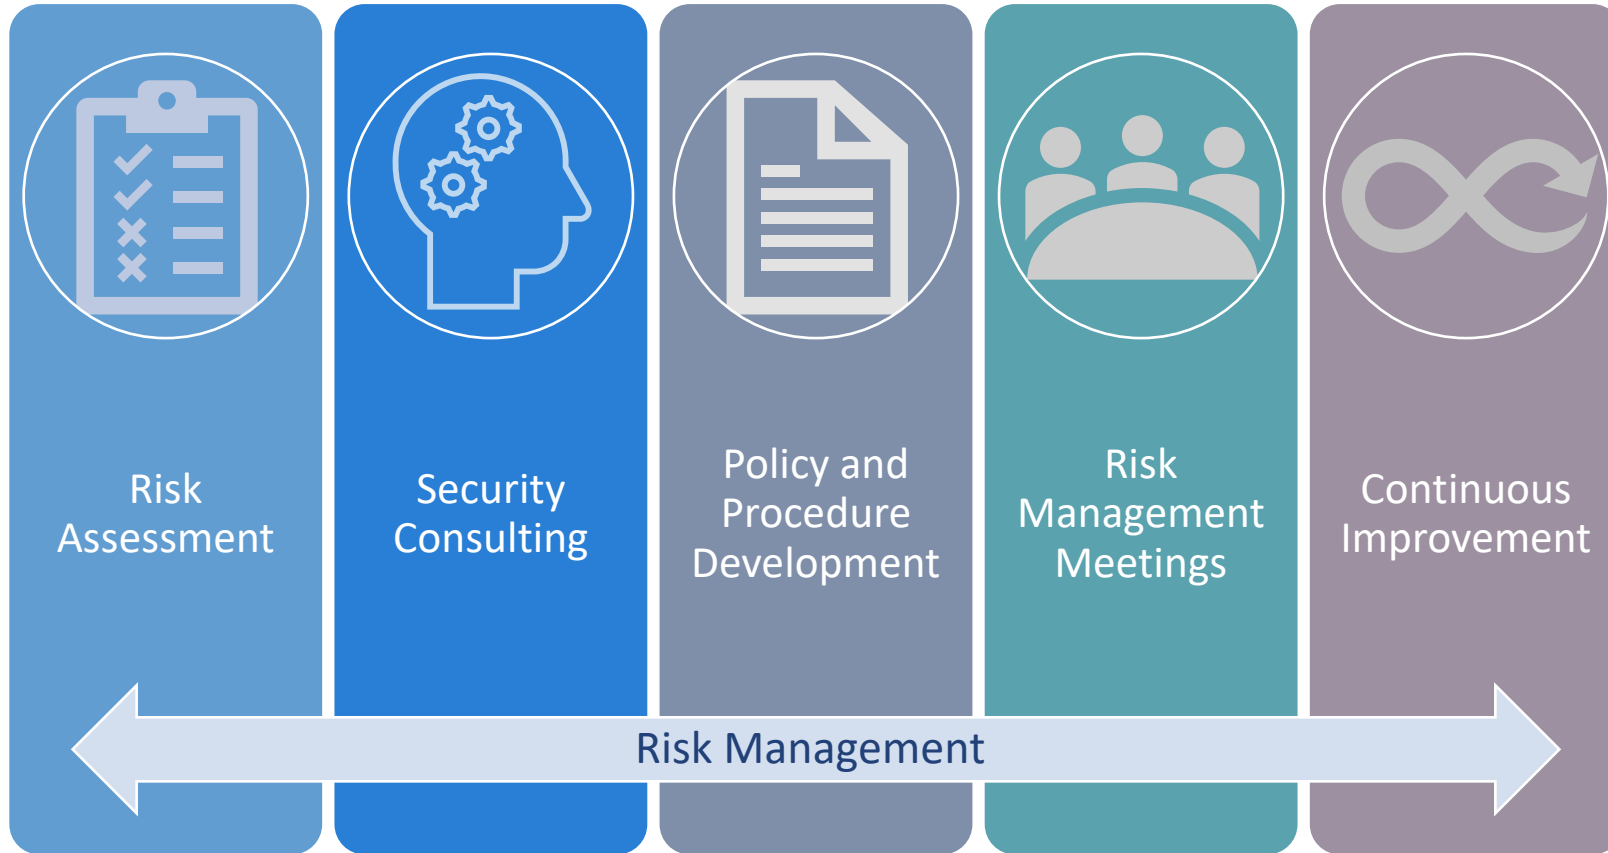 Risk
Assessment
Security
Consulting
Policy and
Procedure
Development
Risk
Management
Meetings
Continuous
Improvement
Risk Management